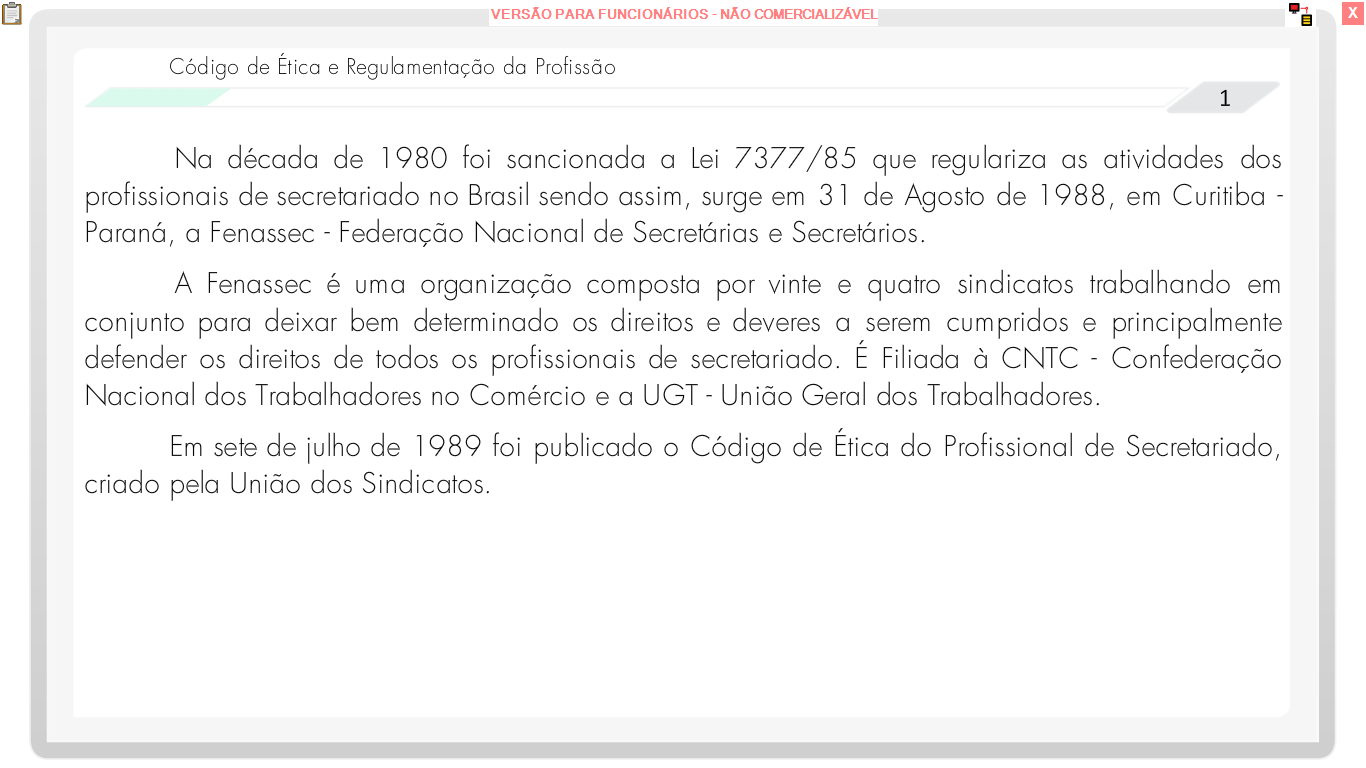 VERSÃO PARA FUNCIONÁRIOS - NÃO COMERCIALIZÁVEL
X
Código de Ética e Regulamentação da Profissão
1
Na década de 1980 foi sancionada a Lei 7377/85 que regulariza as atividades dos
profissionais de secretariado no Brasil sendo assim, surge em 31 de Agosto de 1988, em Curitiba -
Paraná, a Fenassec - Federação Nacional de Secretárias e Secretários.
A Fenassec é uma organização composta por vinte e quatro sindicatos trabalhando em
conjunto para deixar bem determinado os direitos e deveres a serem cumpridos e principalmente
defender os direitos de todos os profissionais de secretariado. É Filiada à CNTC - Confederação
Nacional dos Trabalhadores no Comércio e a UGT - União Geral dos Trabalhadores.
Em sete de julho de 1989 foi publicado o Código de Ética do Profissional de Secretariado,
criado pela União dos Sindicatos.